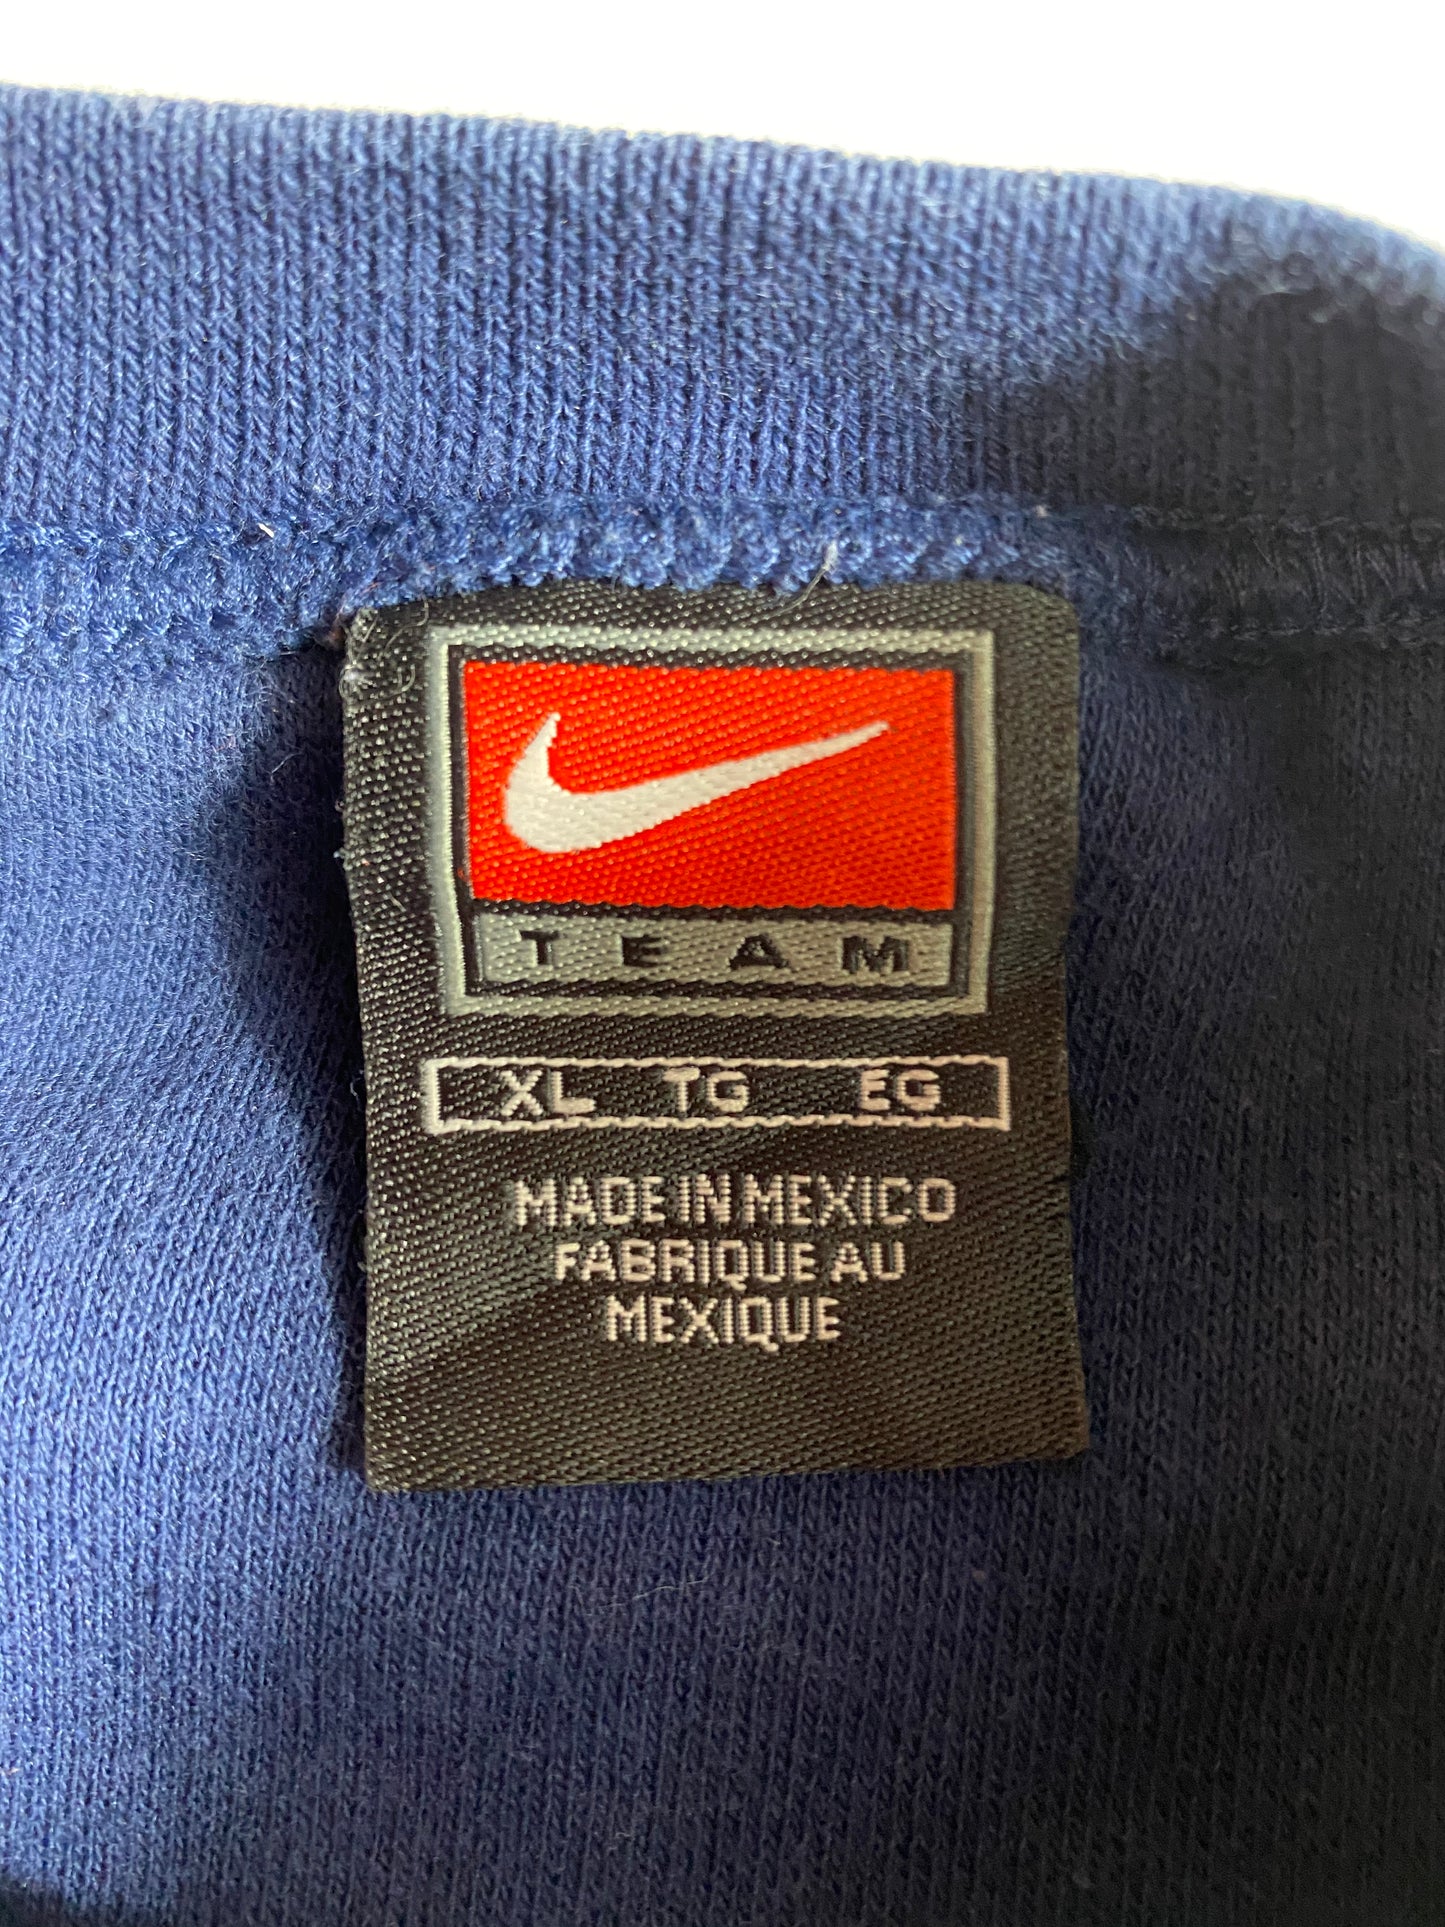 TEAM
XL TG EG
MADE IN MEXICO
FABRIQUE AU
MEXIQUE